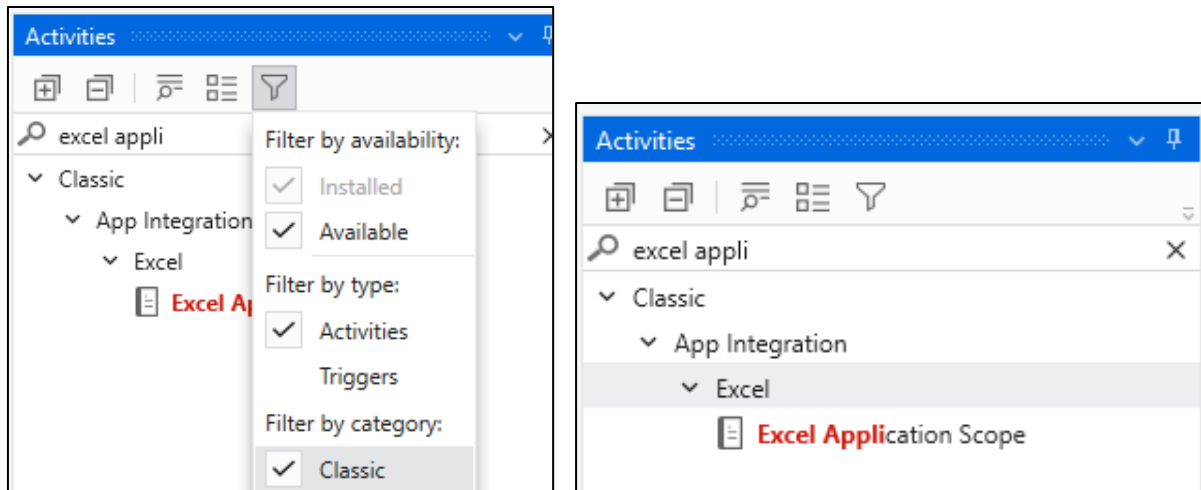 Activities
excel appli
Classic
App Integration
Excel
Excel Ap
Filter by availability:
Installed
Available
Filter by type:
Activities
Triggers
Filter by category:
Classic
Activities
excel appli
Classic
App Integration
Excel
Excel Application Scope